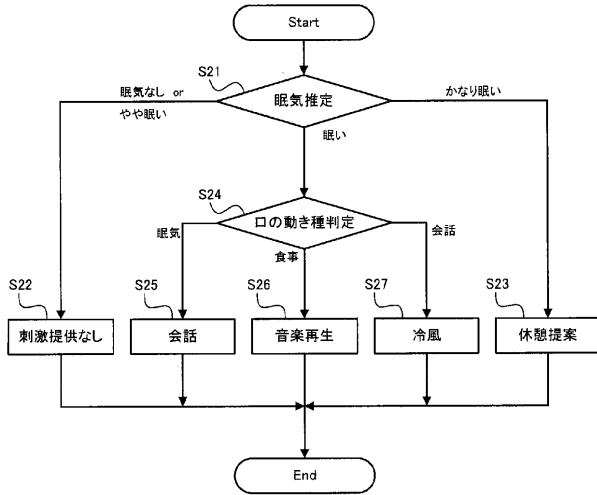 Start
S21
眠気推定
眠気なし or
やや眠い
かなり眠い
眠い
S24
口の動き種判定
眠気
食事
会話
S22
刺激提供なし
S25
会話
S26
音楽再生
S27
冷風
S23
休憩提案
End